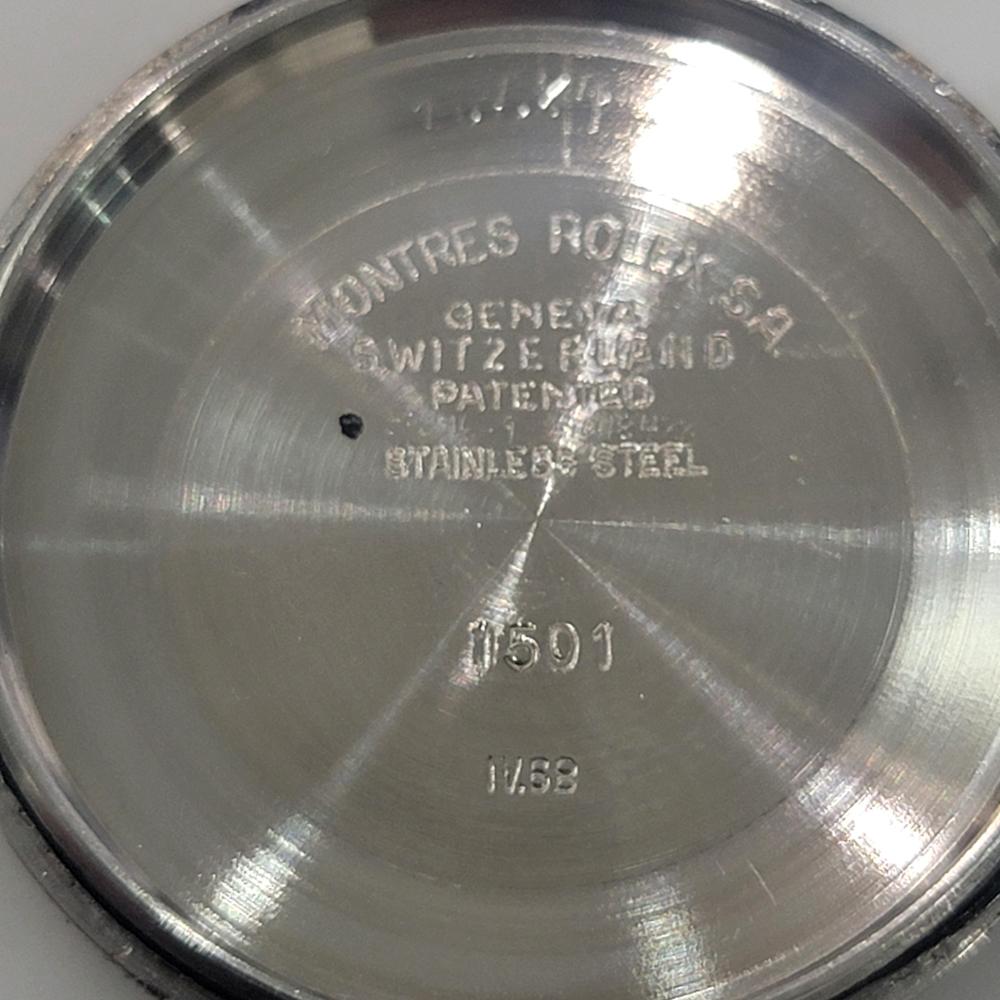 MONTRES ROLEX.S.A
GENEVA
SWITZERLAND
PATENTED
STAINLESS STEEL
1501
IV.68